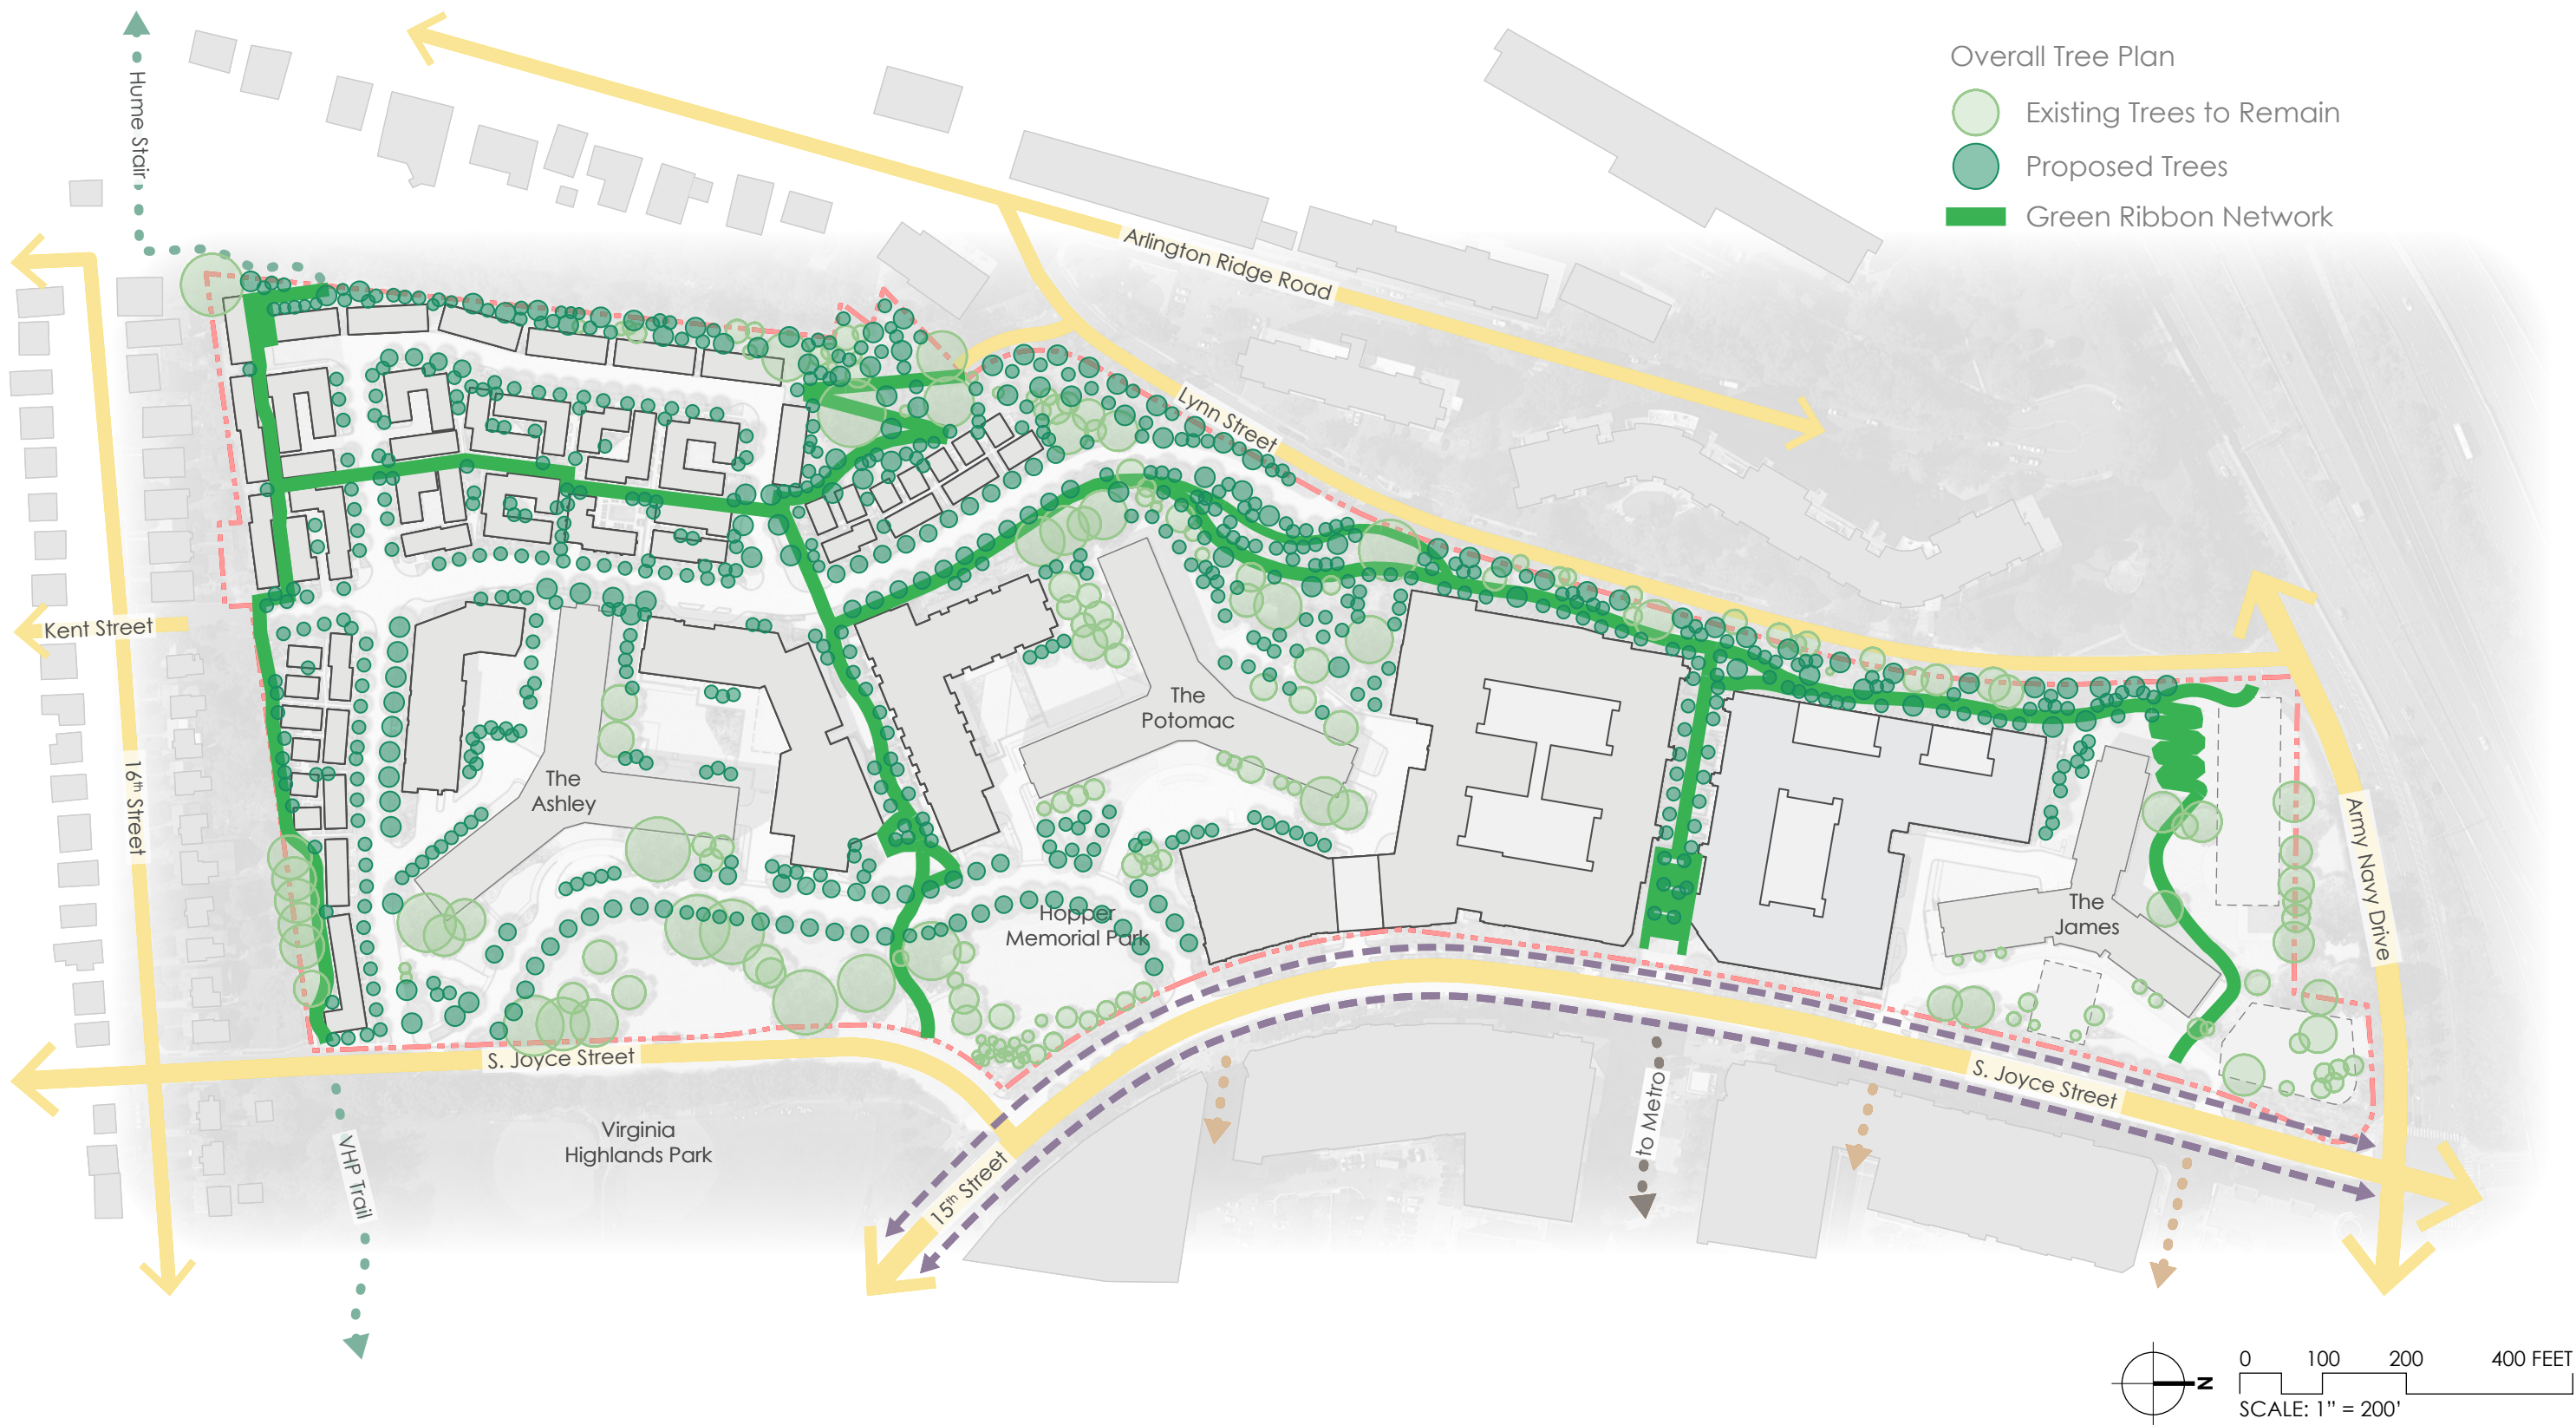 Overall Tree Plan
Existing Trees to Remain
Proposed Trees
Green Ribbon Network
Hume Stair
Arlington Ridge Road
Lynn Street
Kent Street
16th Street
The
Ashley
The
Potomac
Hopper
Memorial Park
The
James
Army Navy Drive
S. Joyce Street
S. Joyce Street
Virginia
Highlands Park
VHP Trail
15th Street
to Metro
N
0 100 200 400 FEET
SCALE: 1" = 200'